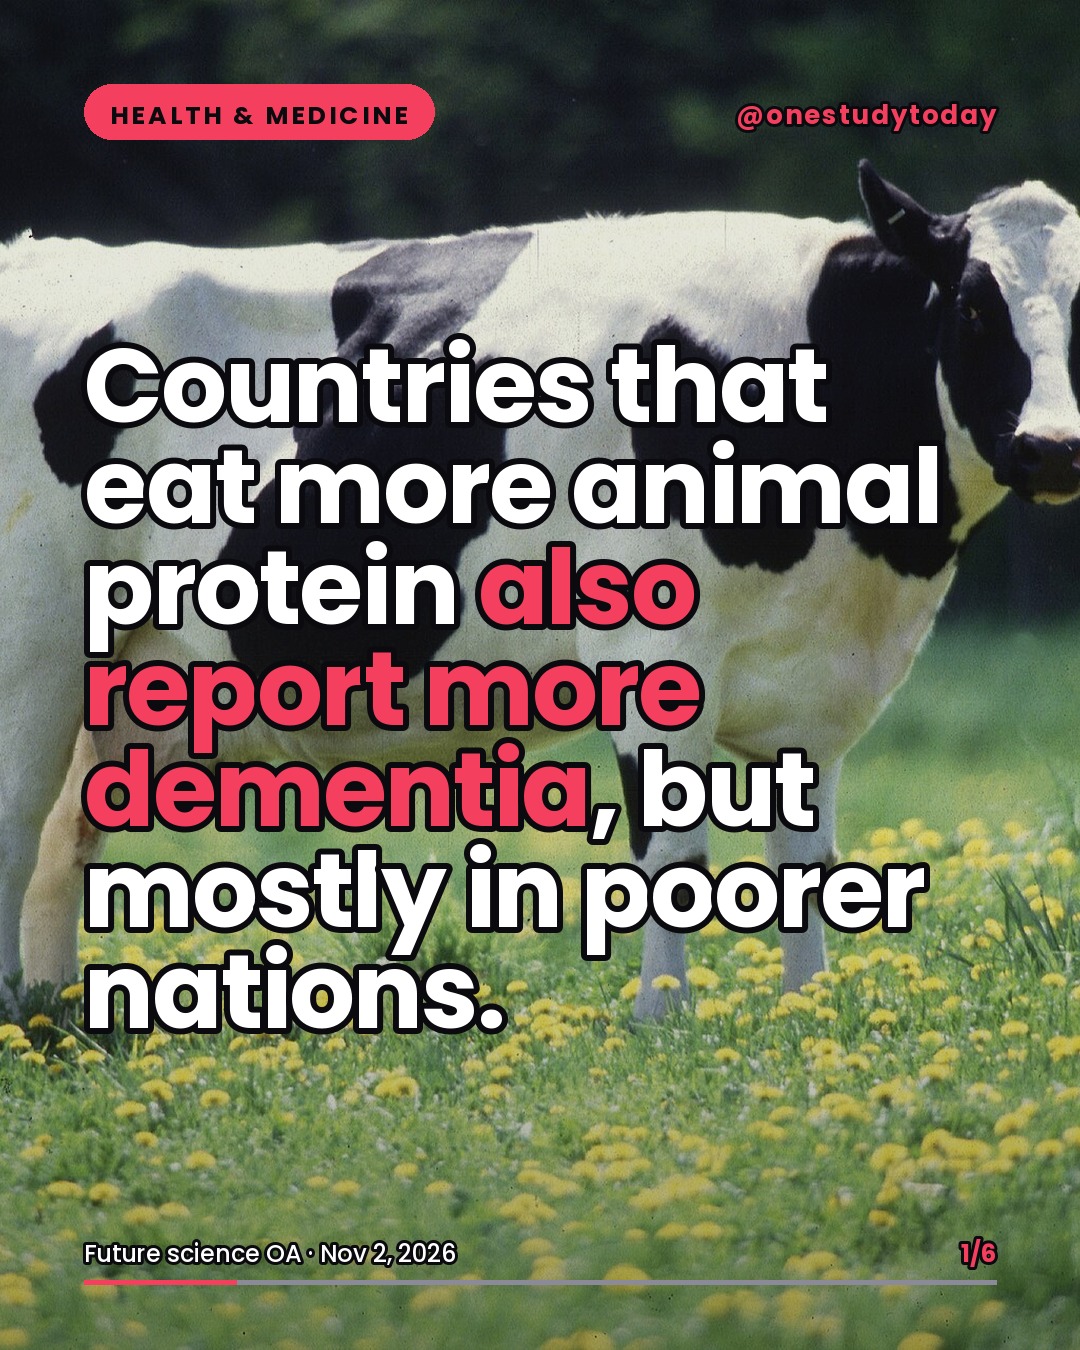 HEALTH & MEDICINE
@onestudytoday
Countries that
eat more animal
protein also
report more
dementia, but
mostly in poorer
nations.
Future science OA · Nov 2, 2026
1/6